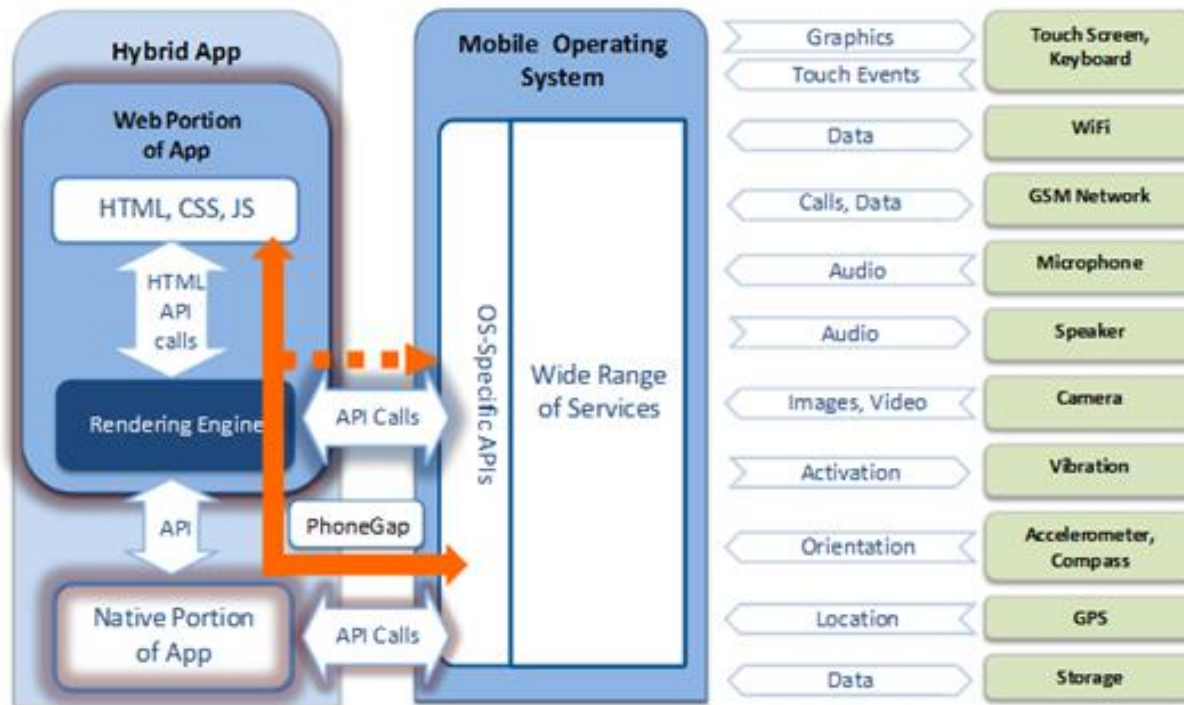 Hybrid App
Web Portion
of App
HTML, CSS, JS
HTML
API
calls
Rendering Engine
API
Native Portion
of App
API Calls
PhoneGap
API Calls
Mobile Operating
System
OS-Specific APIs
Wide Range
of Services
Graphics
Touch Events
Touch Screen,
Keyboard
Data
WiFi
Calls, Data
GSM Network
Audio
Microphone
Audio
Speaker
Images, Video
Camera
Activation
Vibration
Orientation
Accelerometer,
Compass
Location
GPS
Data
Storage